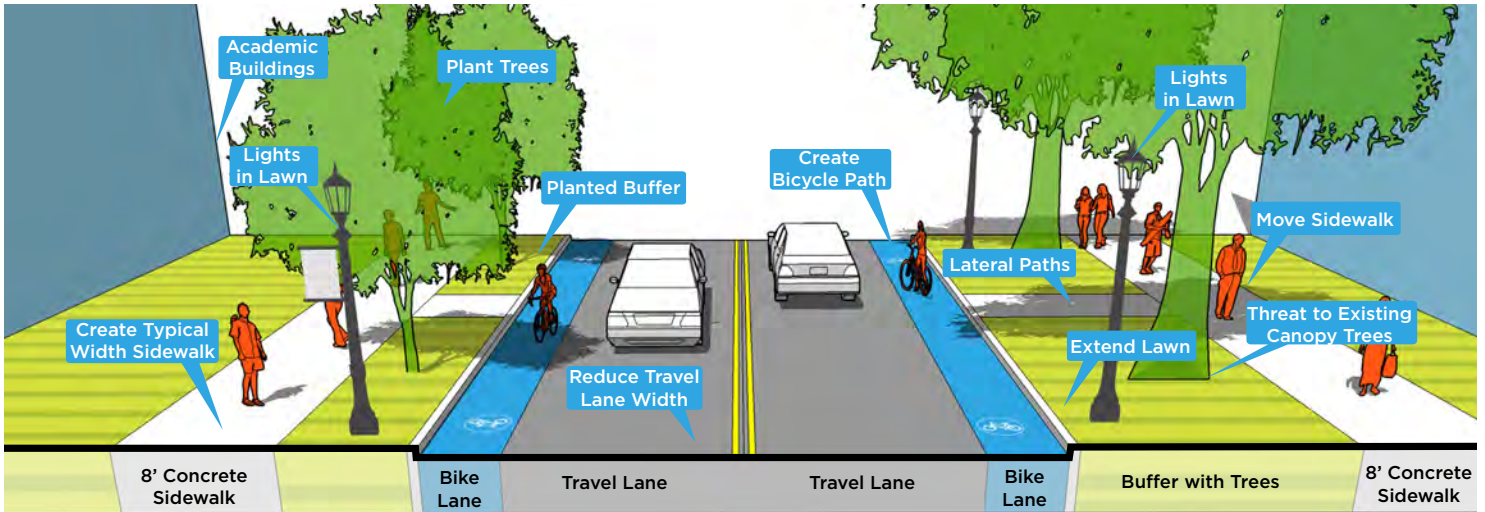 Academic
Buildings
Plant Trees
Lights
in Lawn
Lights
in Lawn
Create
Bicycle Path
Planted Buffer
Move Sidewalk
Lateral Paths
Create Typical
Width Sidewalk
Threat to Existing
Canopy Trees
Extend Lawn
Reduce Travel
Lane Width
8' Concrete
Sidewalk
Bike
Lane
Travel Lane
Travel Lane
Bike
Lane
Buffer with Trees
8' Concrete
Sidewalk